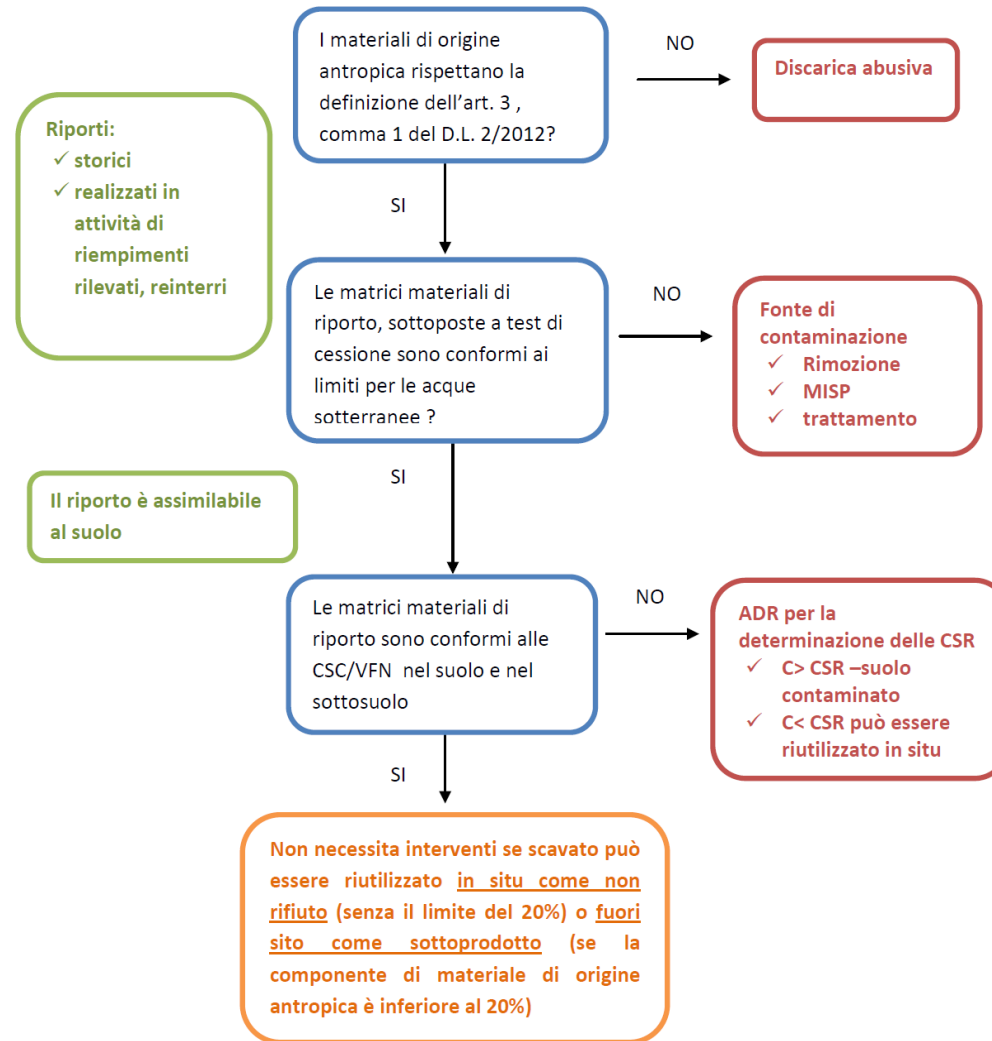 I materiali di origine
antropica rispettano la
definizione dell'art. 3 ,
comma 1 del D.L. 2/2012?
NO
Discarica abusiva
Riporti:
✓ storici
✓ realizzati in
attività di
riempimenti
rilevati, reinterri
SI
Le matrici materiali di
riporto, sottoposte a test di
cessione sono conformi ai
limiti per le acque
sotterranee ?
NO
Fonte di
contaminazione
✓ Rimozione
✓ MISP
✓ trattamento
SI
Il riporto è assimilabile
al suolo
Le matrici materiali di
riporto sono conformi alle
CSC/VFN nel suolo e nel
sottosuolo
NO
ADR per la
determinazione delle CSR
✓ C> CSR –suolo
contaminato
✓ C< CSR può essere
riutilizzato in situ
SI
Non necessita interventi se scavato può
essere riutilizzato in situ come non
rifiuto (senza il limite del 20%) o fuori
sito come sottoprodotto (se la
componente di materiale di origine
antropica è inferiore al 20%)